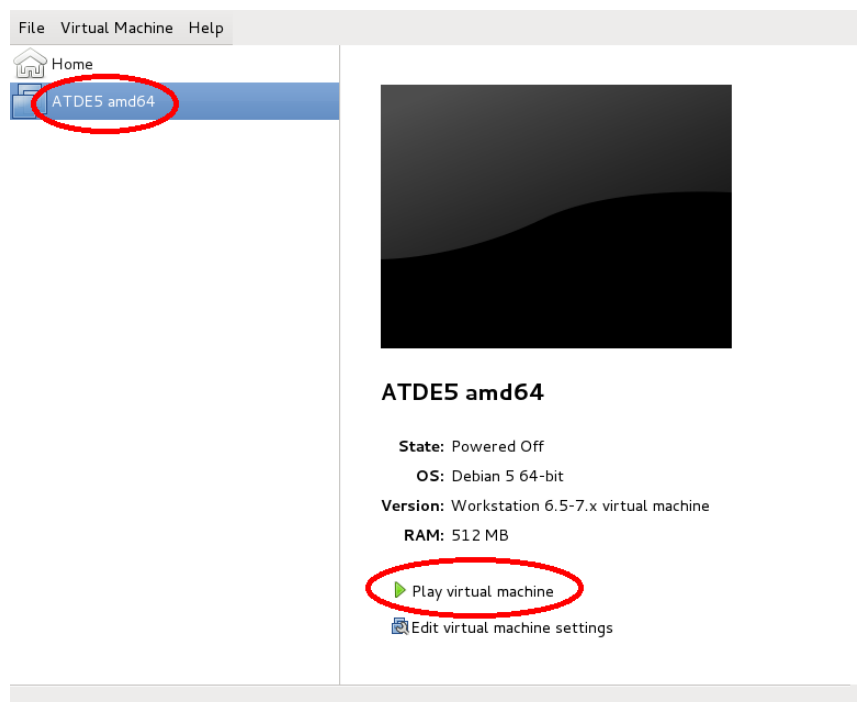 File Virtual Machine Help
Home
ATDE5 amd64
ATDE5 amd64
State: Powered Off
OS: Debian 5 64-bit
Version: Workstation 6.5-7.x virtual machine
RAM: 512 MB
Play virtual machine
Edit virtual machine settings